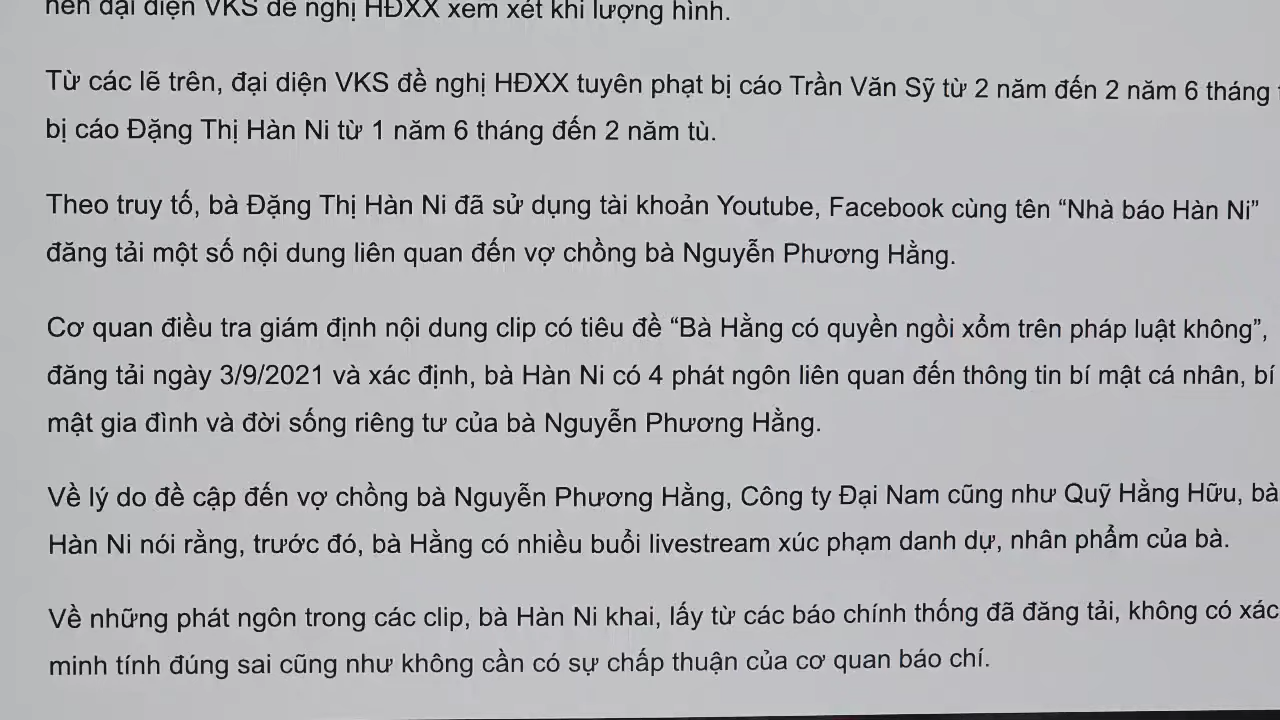 nên đại diện VKS đề nghị HĐXX xem xét khi lượng hình.
Từ các lẽ trên, đại diện VKS đề nghị HĐXX tuyên phạt bị cáo Trần Văn Sỹ từ 2 năm đến 2 năm 6 tháng
bị cáo Đặng Thị Hàn Ni từ 1 năm 6 tháng đến 2 năm tù.
Theo truy tố, bà Đặng Thị Hàn Ni đã sử dụng tài khoản Youtube, Facebook cùng tên “Nhà báo Hàn Ni”
đăng tải một số nội dung liên quan đến vợ chồng bà Nguyễn Phương Hằng.
Cơ quan điều tra giám định nội dung clip có tiêu đề “Bà Hằng có quyền ngồi xổm trên pháp luật không”,
đăng tải ngày 3/9/2021 và xác định, bà Hàn Ni có 4 phát ngôn liên quan đến thông tin bí mật cá nhân, bí
mật gia đình và đời sống riêng tư của bà Nguyễn Phương Hằng.
Về lý do đề cập đến vợ chồng bà Nguyễn Phương Hằng, Công ty Đại Nam cũng như Quỹ Hằng Hữu, bà
Hàn Ni nói rằng, trước đó, bà Hằng có nhiều buổi livestream xúc phạm danh dự, nhân phẩm của bà.
Về những phát ngôn trong các clip, bà Hàn Ni khai, lấy từ các báo chính thống đã đăng tải, không có xác
minh tính đúng sai cũng như không cần có sự chấp thuận của cơ quan báo chí.